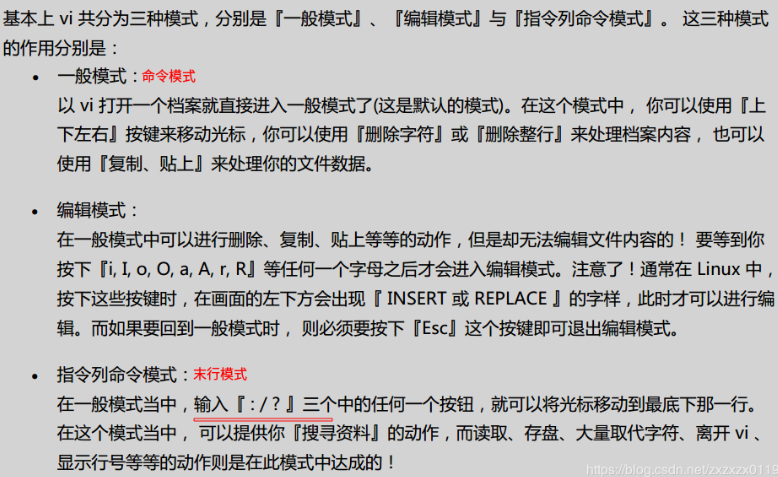 基本上 vi 共分为三种模式，分别是『一般模式』、『编辑模式』与『指令列命令模式』。 这三种模式
的作用分别是：
• 一般模式：命令模式
以 vi 打开一个档案就直接进入一般模式了(这是默认的模式)。在这个模式中， 你可以使用『上
下左右』按键来移动光标，你可以使用『删除字符』或『删除整行』来处理档案内容， 也可以
使用『复制、贴上』来处理你的文件数据。
• 编辑模式：
在一般模式中可以进行删除、复制、贴上等等的动作，但是却无法编辑文件内容的！ 要等到你
按下『i, I, o, O, a, A, r, R』等任何一个字母之后才会进入编辑模式。注意了！通常在 Linux 中，
按下这些按键时，在画面的左下方会出现『 INSERT 或 REPLACE 』的字样，此时才可以进行编
辑。而如果要回到一般模式时， 则必须要按下『Esc』这个按键即可退出编辑模式。
• 指令列命令模式：末行模式
在一般模式当中，输入『 : / ? 』三个中的任何一个按钮，就可以将光标移动到最底下那一行。
在这个模式当中， 可以提供你『搜寻资料』的动作，而读取、存盘、大量取代字符、离开 vi 、
显示行号等等的动作则是在此模式中达成的！
https://blog.csdn.net/zxzxzx0119